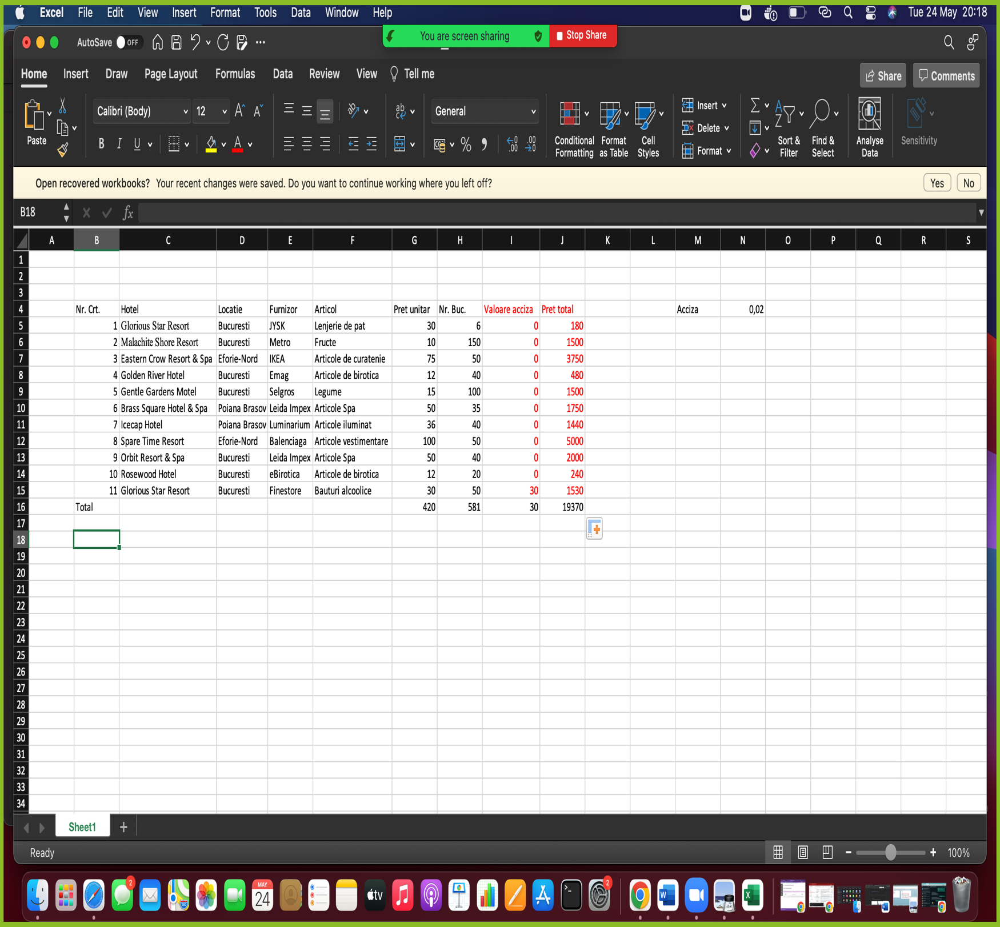 Excel File Edit View Insert Format Tools Data Window Help Tue 24 May 20:18
AutoSave OFF You are screen sharing Stop Share
Home Insert Draw Page Layout Formulas Data Review View Tell me Share Comments
Paste Calibri (Body) 12 General Conditional Formatting Format as Table Cell Styles Insert Delete Format Sort & Filter Find & Select Analyse Data Sensitivity
Open recovered workbooks? Your recent changes were saved. Do you want to continue working where you left off? Yes No
B18 fx
A B C D E F G H I J K L M N O P Q R S
1
2
3
4 Nr. Crt. Hotel Locatie Furnizor Articol Pret unitar Nr. Buc. Valoare acciza Pret total Acciza 0,02
5 1 Glorious Star Resort Bucuresti JYSK Lenjerie de pat 30 6 0 180
6 2 Malachite Shore Resort Bucuresti Metro Fructe 10 150 0 1500
7 3 Eastern Crow Resort & Spa Eforie-Nord IKEA Articole de curatenie 75 50 0 3750
8 4 Golden River Hotel Bucuresti Emag Articole de birotica 12 40 0 480
9 5 Gentle Gardens Motel Bucuresti Selgros Legume 15 100 0 1500
10 6 Brass Square Hotel & Spa Poiana Brasov Leida Impex Articole Spa 50 35 0 1750
11 7 Icecap Hotel Poiana Brasov Luminarium Articole iluminat 36 40 0 1440
12 8 Spare Time Resort Eforie-Nord Balenciaga Articole vestimentare 100 50 0 5000
13 9 Orbit Resort & Spa Bucuresti Leida Impex Articole Spa 50 40 0 2000
14 10 Rosewood Hotel Bucuresti eBirotica Articole de birotica 12 20 0 240
15 11 Glorious Star Resort Bucuresti Finestore Bauturi alcoolice 30 50 30 1530
16 Total 420 581 30 19370
17
18
19
20
21
22
23
24
25
26
27
28
29
30
31
32
33
34
Sheet1 +
Ready 100%
2 MAY 24 tv 2